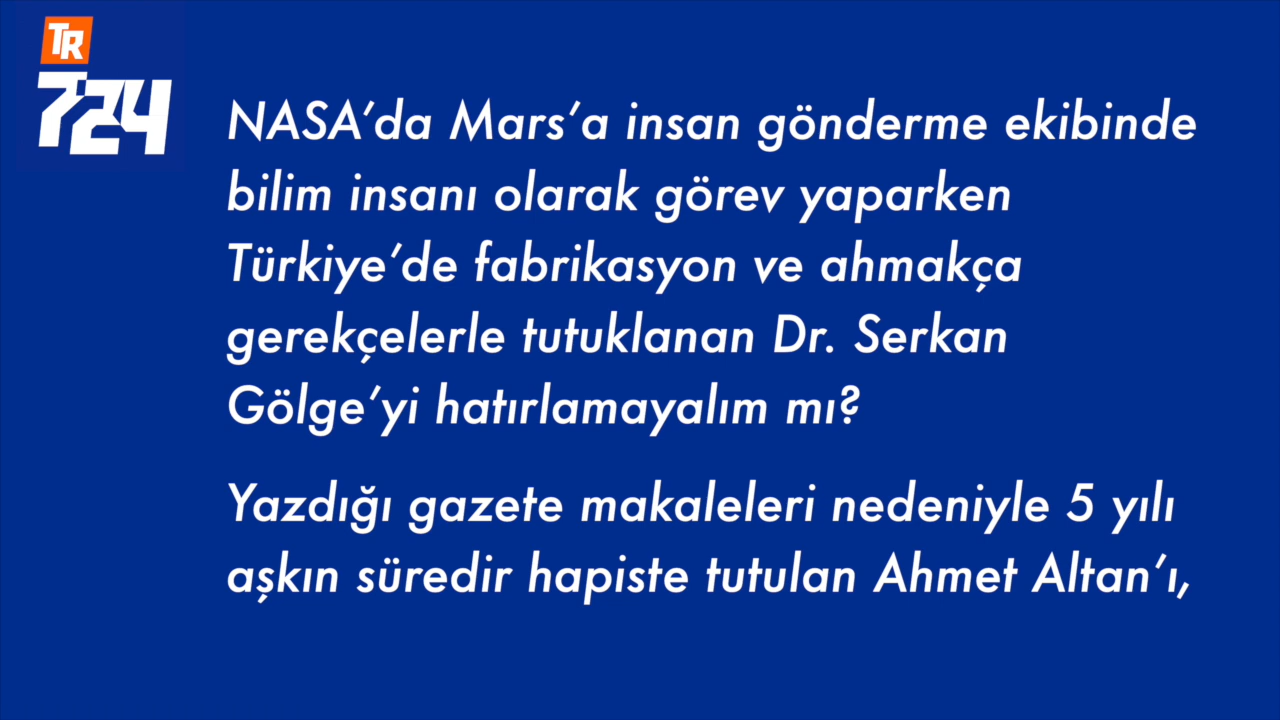 TR
724
NASA’da Mars’a insan gönderme ekibinde
bilim insanı olarak görev yaparken
Türkiye’de fabrikasyon ve ahmakça
gerekçelerle tutuklanan Dr. Serkan
Gölge’yi hatırlamayalım mı?
Yazdığı gazete makaleleri nedeniyle 5 yılı
aşkın süredir hapiste tutulan Ahmet Altan’ı,